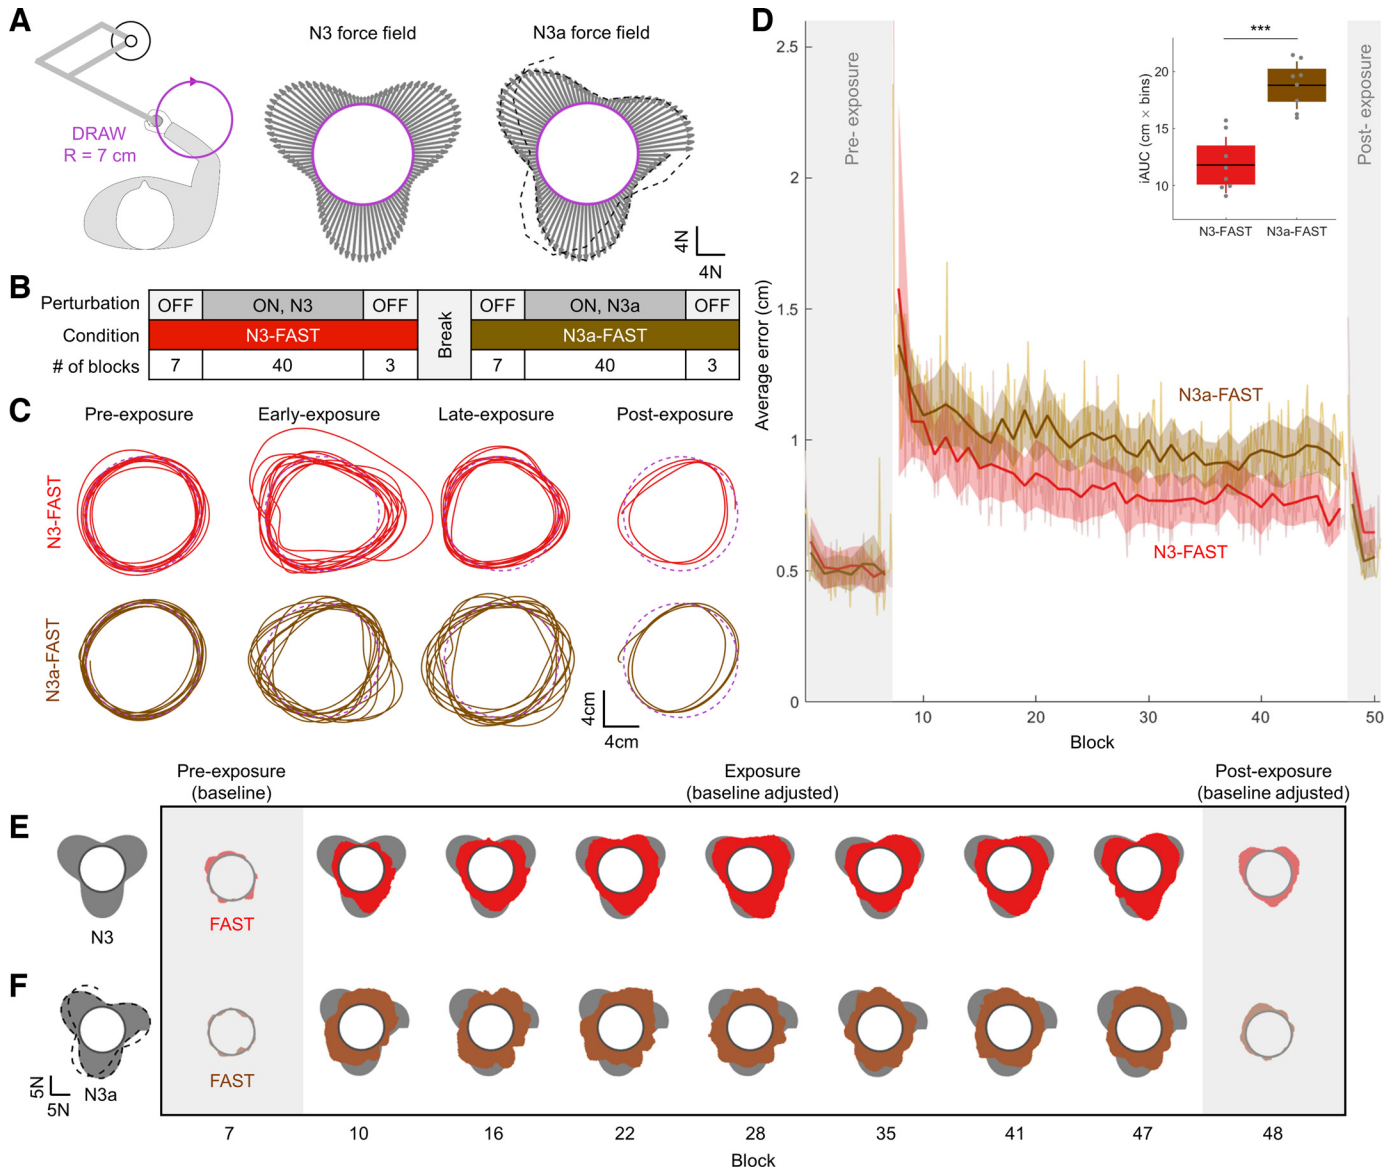 A
N3 force field
N3a force field
DRAW
R = 7 cm
4N
4N
B
Perturbation OFF ON, N3 OFF Break OFF ON, N3a OFF
Condition N3-FAST N3a-FAST
# of blocks 7 40 3 7 40 3
C
Pre-exposure Early-exposure Late-exposure Post-exposure
N3-FAST
N3a-FAST
4cm
4cm
D
Average error (cm)
2.5
2
1.5
1
0.5
0
Pre- exposure
Post- exposure
***
iAUC (cm × bins)
20
15
10
N3-FAST N3a-FAST
N3a-FAST
N3-FAST
10 20 30 40 50
Block
Pre-exposure
(baseline)
Exposure
(baseline adjusted)
Post-exposure
(baseline adjusted)
E
N3
FAST
F
5N
5N
N3a
FAST
7 10 16 22 28 35 41 47 48
Block